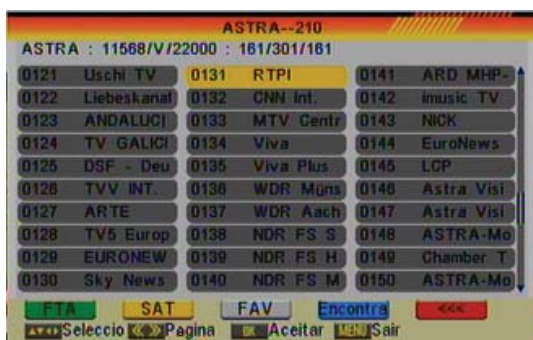 ASTRA--210
ASTRA : 11568/V/22000 : 161/301/161
0121 Uschi TV 0131 RTPI 0141 ARD MHP-
0122 Liebeskanal 0132 CNN Int. 0142 imusic TV
0123 ANDALUCI 0133 MTV Centr 0143 NICK
0124 TV GALICI 0134 Viva 0144 EuroNews
0125 DSF - Deu 0135 Viva Plus 0145 LCP
0126 TVV INT. 0136 WDR Müns 0146 Astra Visi
0127 ARTE 0137 WDR Aach 0147 Astra Visi
0128 TV5 Europ 0138 NDR FS S 0148 ASTRA-Mo
0129 EURONEW 0139 NDR FS H 0149 Chamber T
0130 Sky News 0140 NDR FS M 0150 ASTRA-Mo
FTA SAT FAV Encontra <<<
Seleccio Pagina OK Aceitar MENU Sair